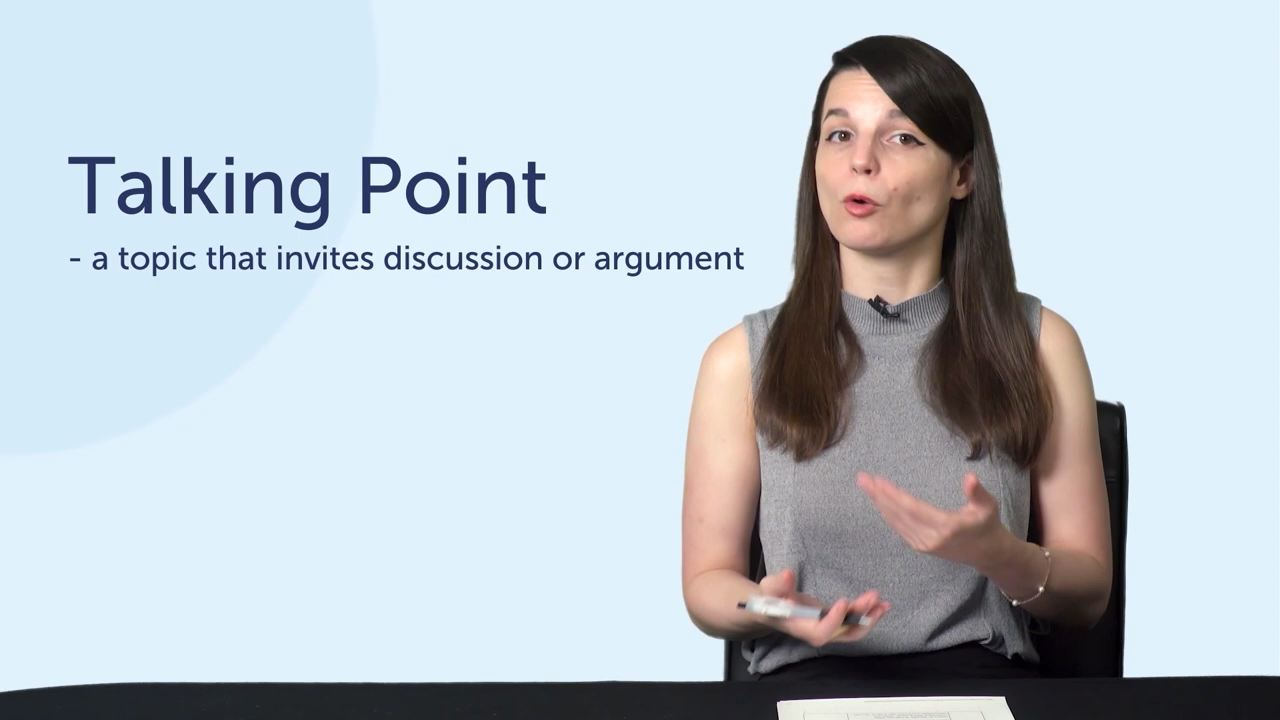 Talking Point
- a topic that invites discussion or argument